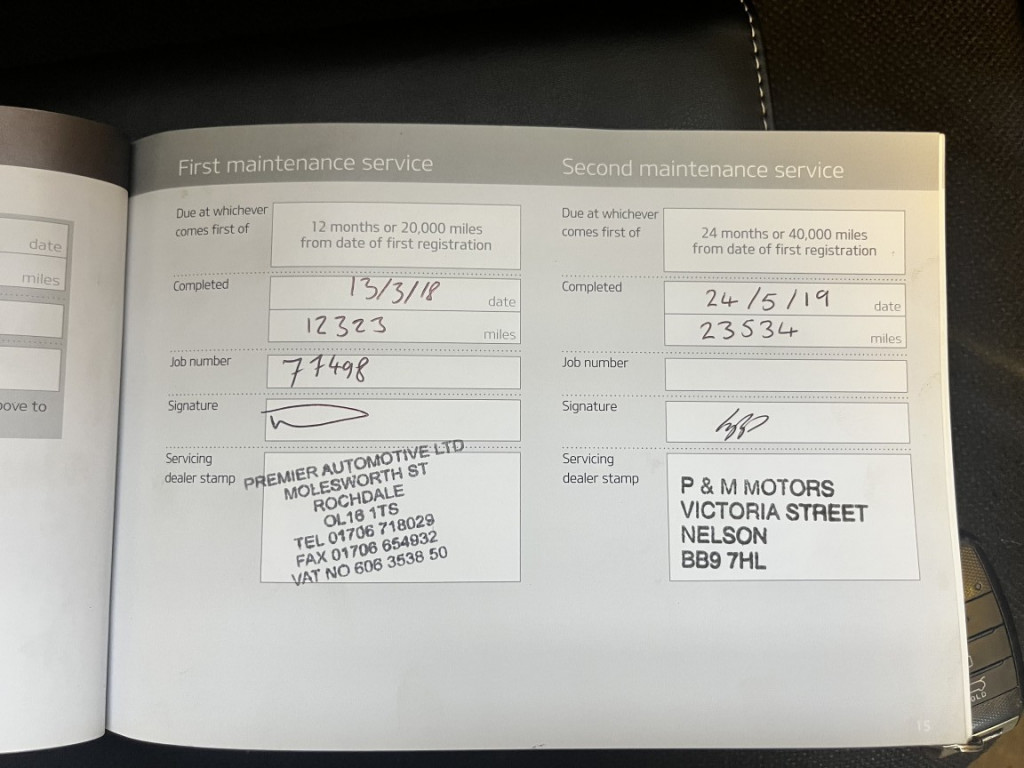 date
miles
ove to
First maintenance service
Due at whichever
comes first of
12 months or 20,000 miles
from date of first registration
Completed
13/3/18 date
12323 miles
Job number
77498
Signature
Servicing
dealer stamp
PREMIER AUTOMOTIVE LTD
MOLESWORTH ST
ROCHDALE
OL16 1TS
TEL 01706 718029
FAX 01706 654932
VAT NO 606 3538 50
Second maintenance service
Due at whichever
comes first of
24 months or 40,000 miles
from date of first registration
Completed
24/5/19 date
23534 miles
Job number
Signature
Servicing
dealer stamp
P & M MOTORS
VICTORIA STREET
NELSON
BB9 7HL
15